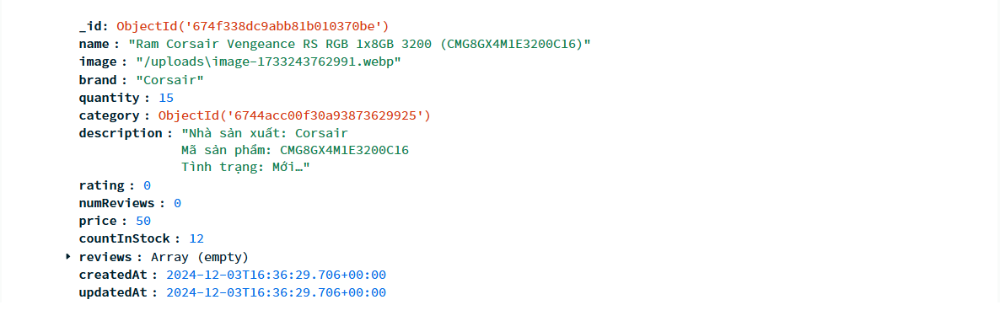 _id: ObjectId('674f338dc9abb81b010370be')
name : "Ram Corsair Vengeance RS RGB 1x8GB 3200 (CMG8GX4M1E3200C16)"
image : "/uploads\image-1733243762991.webp"
brand : "Corsair"
quantity : 15
category : ObjectId('6744acc00f30a93873629925')
description : "Nhà sản xuất: Corsair
Mã sản phẩm: CMG8GX4M1E3200C16
Tình trạng: Mới…"
rating : 0
numReviews : 0
price : 50
countInStock : 12
reviews : Array (empty)
createdAt : 2024-12-03T16:36:29.706+00:00
updatedAt : 2024-12-03T16:36:29.706+00:00